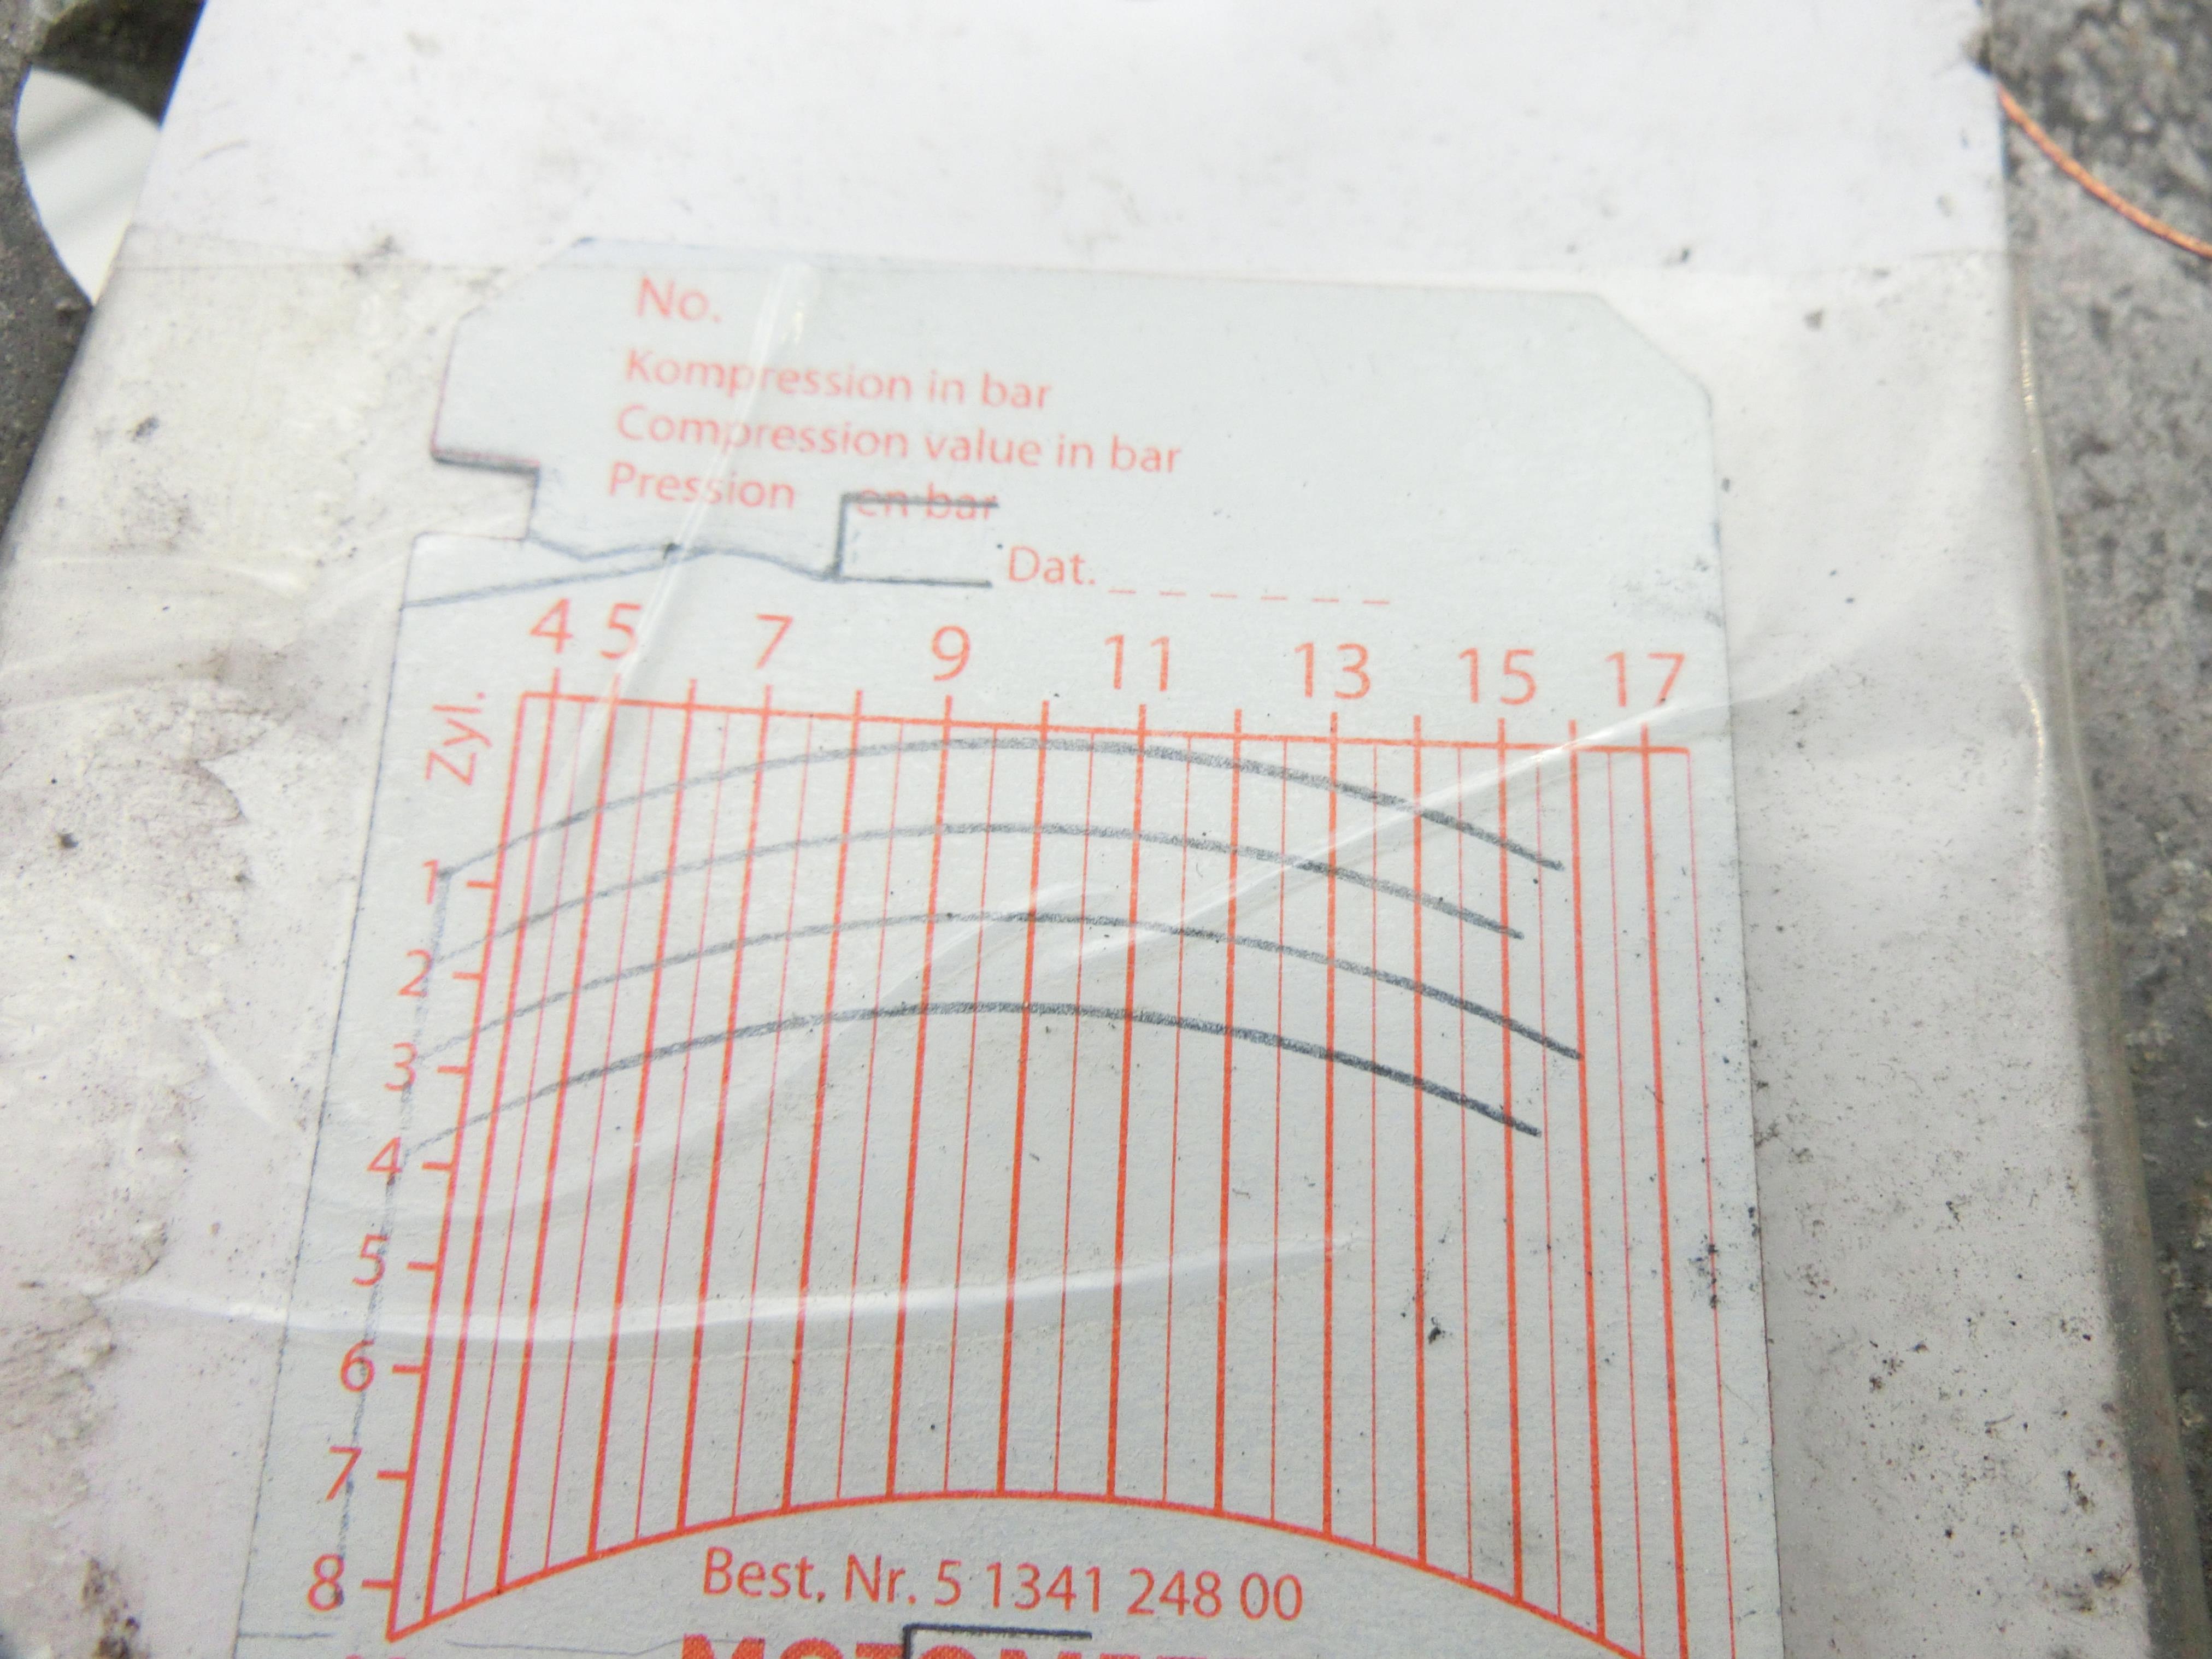 No.
Kompression in bar
Compression value in bar
Pression en bar
Dat.
4 5 7 9 11 13 15 17
Zyl.
1
2
3
4
5
6
7
8
Best. Nr. 5 1341 248 00